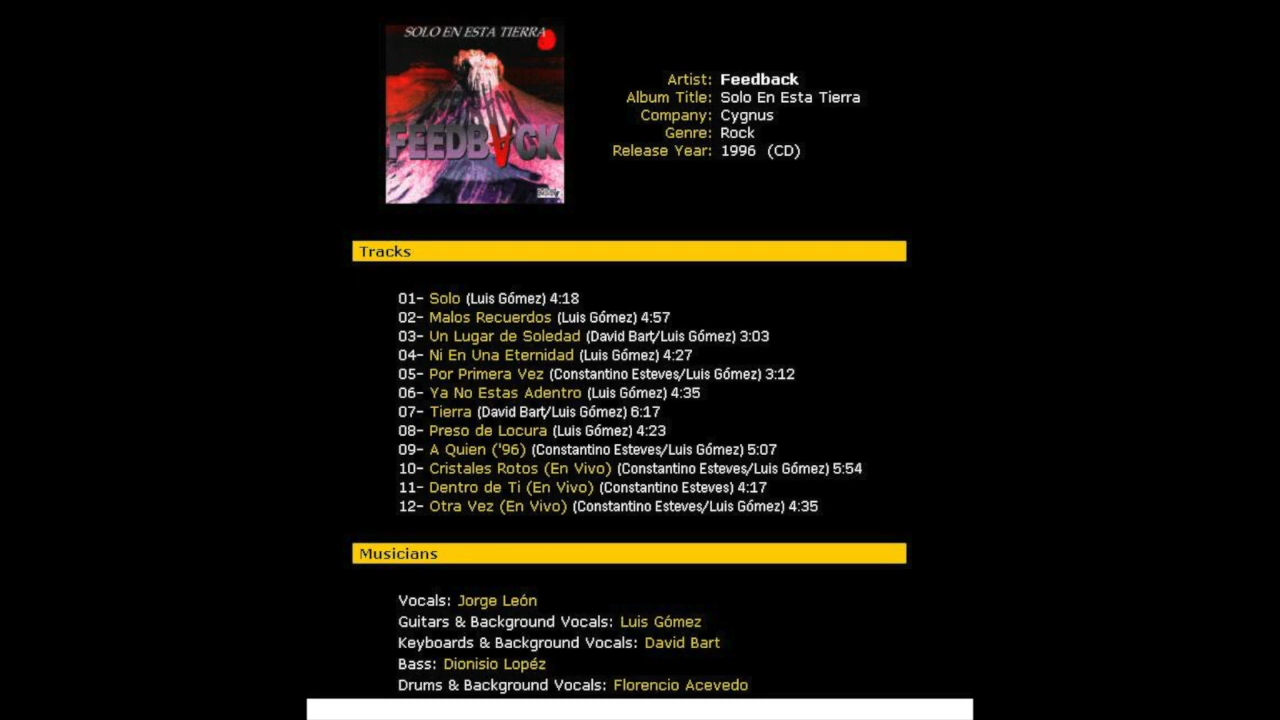 SOLO EN ESTA TIERRA
FEEDBACK
Artist: Feedback
Album Title: Solo En Esta Tierra
Company: Cygnus
Genre: Rock
Release Year: 1996 (CD)
Tracks
01- Solo (Luis Gómez) 4:18
02- Malos Recuerdos (Luis Gómez) 4:57
03- Un Lugar de Soledad (David Bart/Luis Gómez) 3:03
04- Ni En Una Eternidad (Luis Gómez) 4:27
05- Por Primera Vez (Constantino Esteves/Luis Gómez) 3:12
06- Ya No Estas Adentro (Luis Gómez) 4:35
07- Tierra (David Bart/Luis Gómez) 6:17
08- Preso de Locura (Luis Gómez) 4:23
09- A Quien ('96) (Constantino Esteves/Luis Gómez) 5:07
10- Cristales Rotos (En Vivo) (Constantino Esteves/Luis Gómez) 5:54
11- Dentro de Ti (En Vivo) (Constantino Esteves) 4:17
12- Otra Vez (En Vivo) (Constantino Esteves/Luis Gómez) 4:35
Musicians
Vocals: Jorge León
Guitars & Background Vocals: Luis Gómez
Keyboards & Background Vocals: David Bart
Bass: Dionisio Lopéz
Drums & Background Vocals: Florencio Acevedo